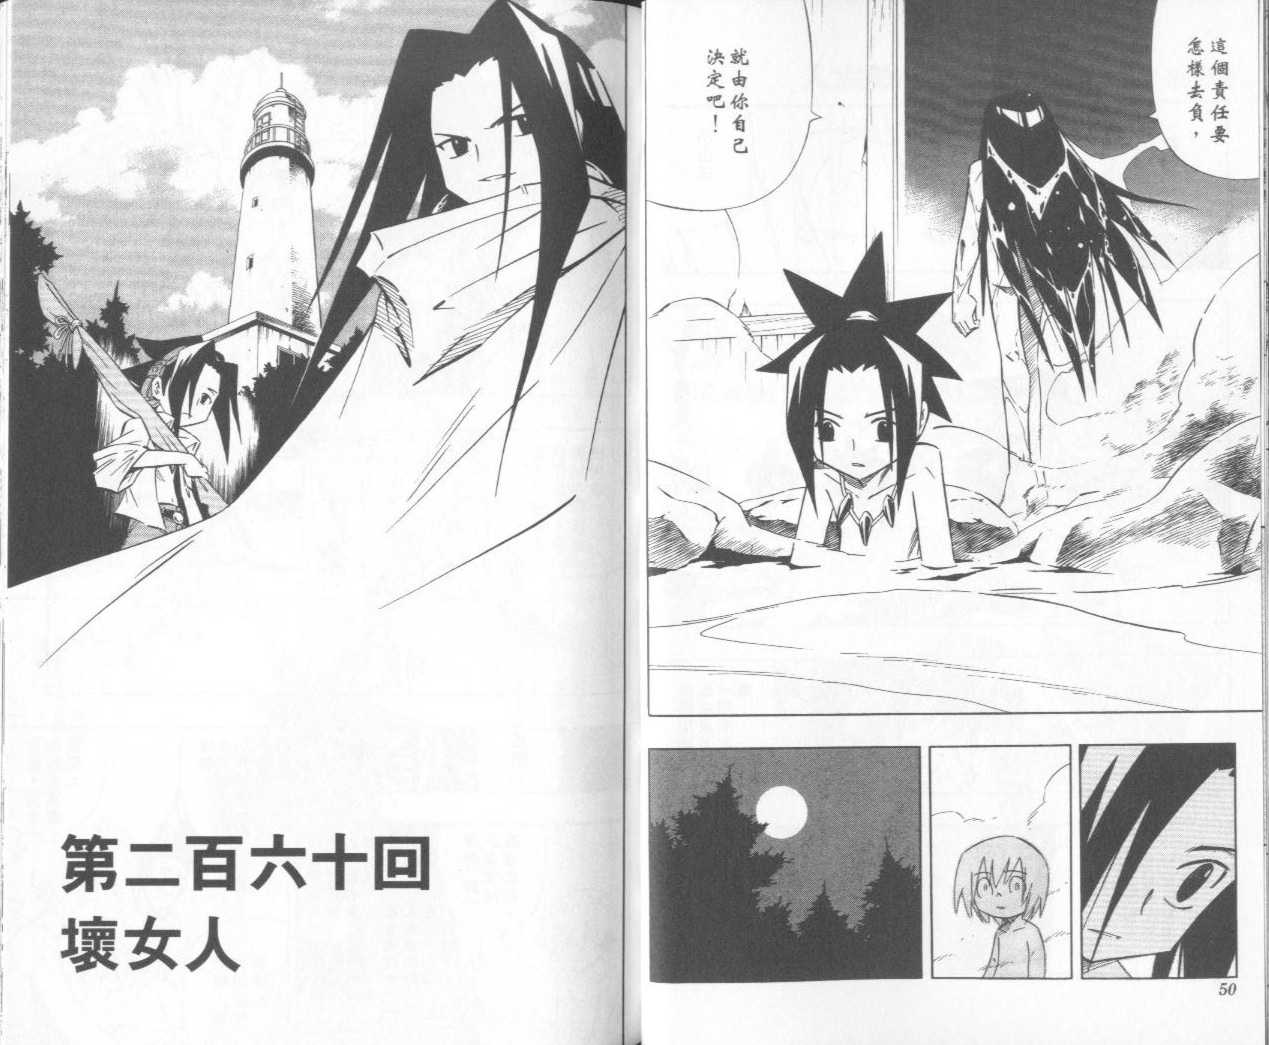 這個責任要
怎樣去負，
就由你自己
決定吧！
50
第二百六十回
壞女人